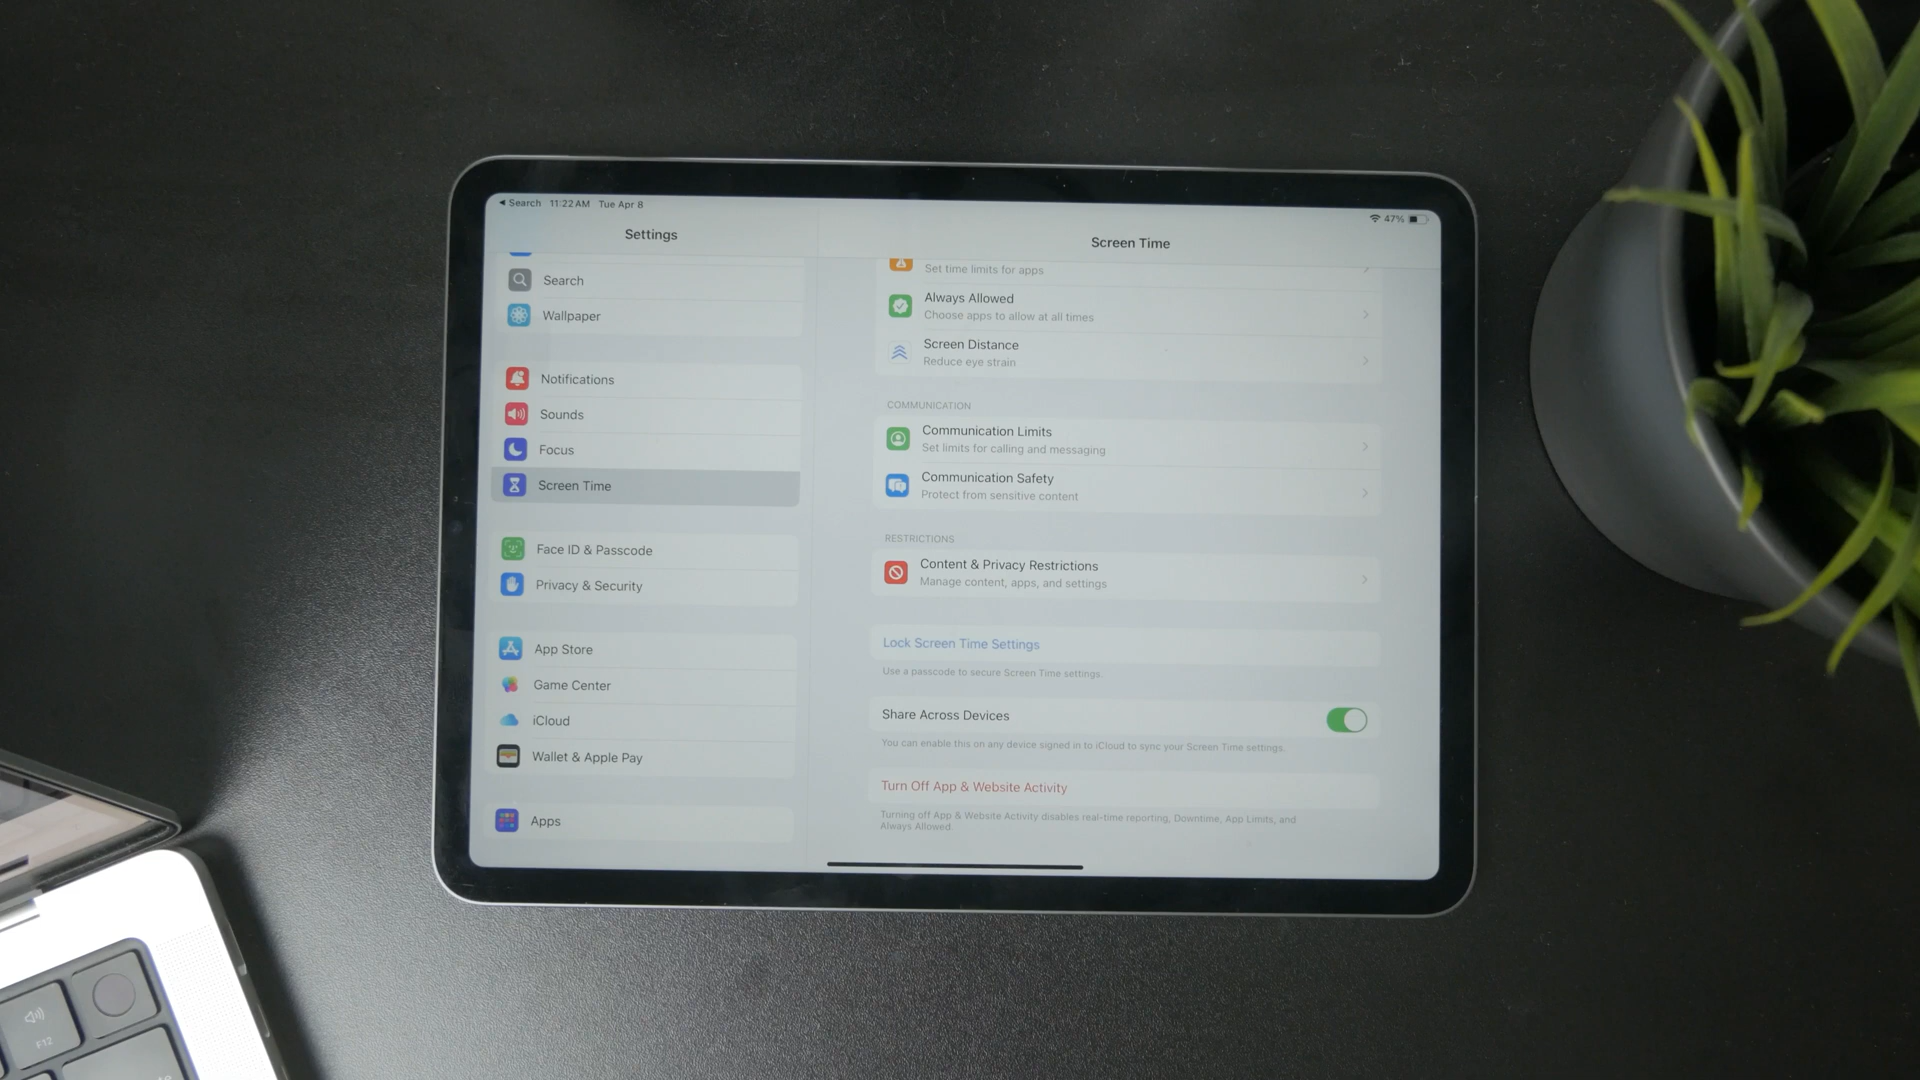 ◀ Search 11:22 AM Tue Apr 8
47%
Settings
Search
Wallpaper
Notifications
Sounds
Focus
Screen Time
Face ID & Passcode
Privacy & Security
App Store
Game Center
iCloud
Wallet & Apple Pay
Apps
Screen Time
Set time limits for apps
Always Allowed
Choose apps to allow at all times
Screen Distance
Reduce eye strain
COMMUNICATION
Communication Limits
Set limits for calling and messaging
Communication Safety
Protect from sensitive content
RESTRICTIONS
Content & Privacy Restrictions
Manage content, apps, and settings
Lock Screen Time Settings
Use a passcode to secure Screen Time settings.
Share Across Devices
You can enable this on any device signed in to iCloud to sync your Screen Time settings.
Turn Off App & Website Activity
Turning off App & Website Activity disables real-time reporting, Downtime, App Limits, and
Always Allowed.
F12